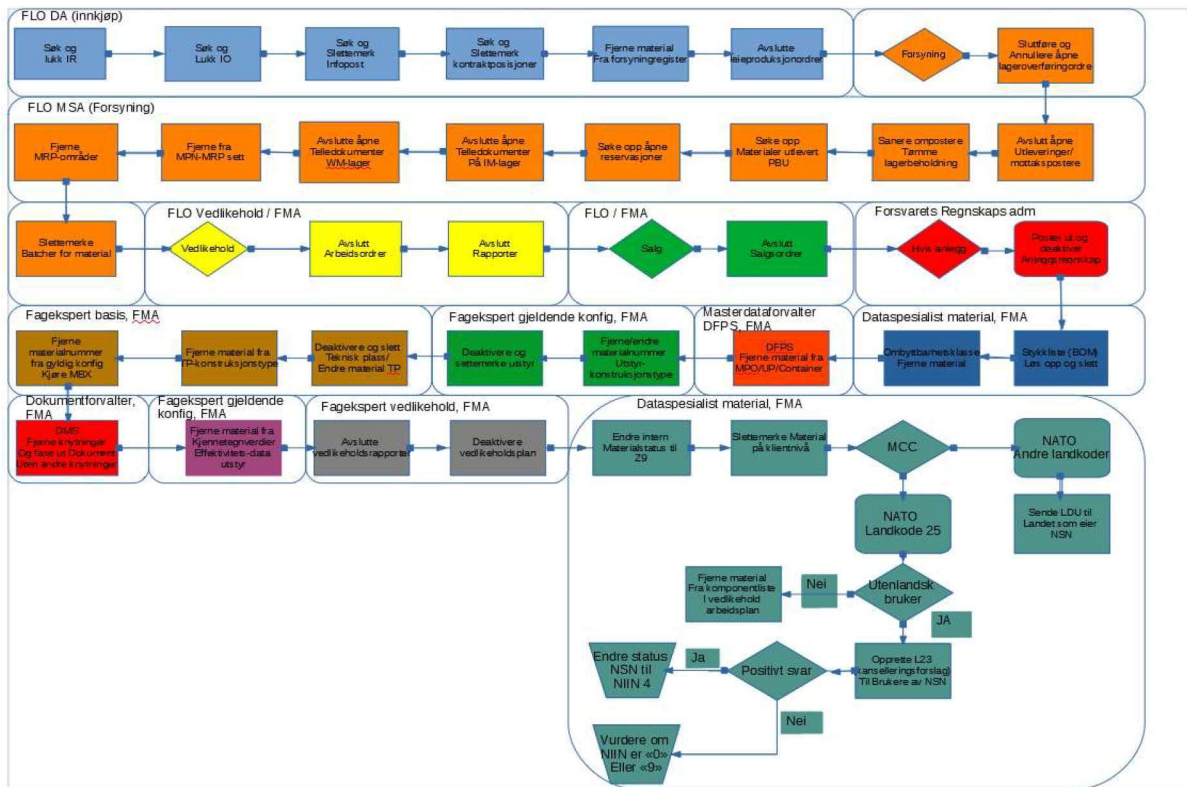 FLO DA (innkjøp)
Søk og
lukk IR
Søk og
Lukk IO
Søk og
Slettemerk
Infopost
Søk og
Slettemerk
kontraktposisjoner
Fjerne material
Fra forsyningregister
Avslutte
leieproduksjonordrer
Forsyning
Sluttføre og
Annullere åpne
lageroverføringordre
FLO MSA (Forsyning)
Fjerne
MRP-områder
Fjerne fra
MPN-MRP sett
Avslutte åpne
Telledokumenter
WM-lager
Avslutte åpne
Telledokumenter
På IM-lager
Søke opp åpne
reservasjoner
Søke opp
Materialer utlevert
PBU
Sanere ompostere
Tømme
lagerbeholdning
Avslutt åpne
Utleveringer/
mottakspostere
Slettemerke
Batcher for material
FLO Vedlikehold / FMA
Vedlikehold
Avslutt
Arbeidsordrer
Avslutt
Rapporter
FLO / FMA
Salg
Avslutt
Salgsordrer
Forsvarets Regnskaps adm
Hvis anlegg
Poster ut og
deaktiver
Anleggsregnskap
Fagekspert basis, FMA
Fjerne
materialnummer
fra gyldig konfig
Kjøre MBX
Fjerne material fra
TP-konstruksjonstype
Deaktivere og slett
Teknisk plass/
Endre material TP
Fagekspert gjeldende konfig, FMA
Deaktivere og
settemerke utstyr
Fjerne/endre
materialnummer
Utstyr-
konstruksjonstype
Masterdataforvalter
DFPS, FMA
DFPS
Fjerne material fra
MPO/UP/Container
Dataspesialist material, FMA
Ombyttbarhetsklasse
Fjerne material
Stykkliste (BOM)
Løs opp og slett
Dokumentforvalter,
FMA
DMS
Fjerne knytninger
Og fase ut Dokument
Uten andre knytninger
Fagekspert gjeldende
konfig, FMA
Fjerne material fra
Kjennetegnverdier
Effektivitets-data
utstyr
Fagekspert vedlikehold, FMA
Avslutte
vedlikeholdsrapporter
Deaktivere
vedlikeholdsplan
Dataspesialist material, FMA
Endre intern
Materialstatus til
Z9
Slettemerke Material
på klientnivå
MCC
NATO
Andre landkoder
NATO
Landkode 25
Sende LDU til
Landet som eier
NSN
Fjerne material
Fra komponentliste
I vedlikehold
arbeidsplan
Nei
Utenlandsk
bruker
JA
Endre status
NSN til
NIIN 4
Ja
Positivt svar
Opprette L23
(kanselleringsforslag)
Til Brukere av NSN
Nei
Vurdere om
NIIN er «0»
Eller «9»